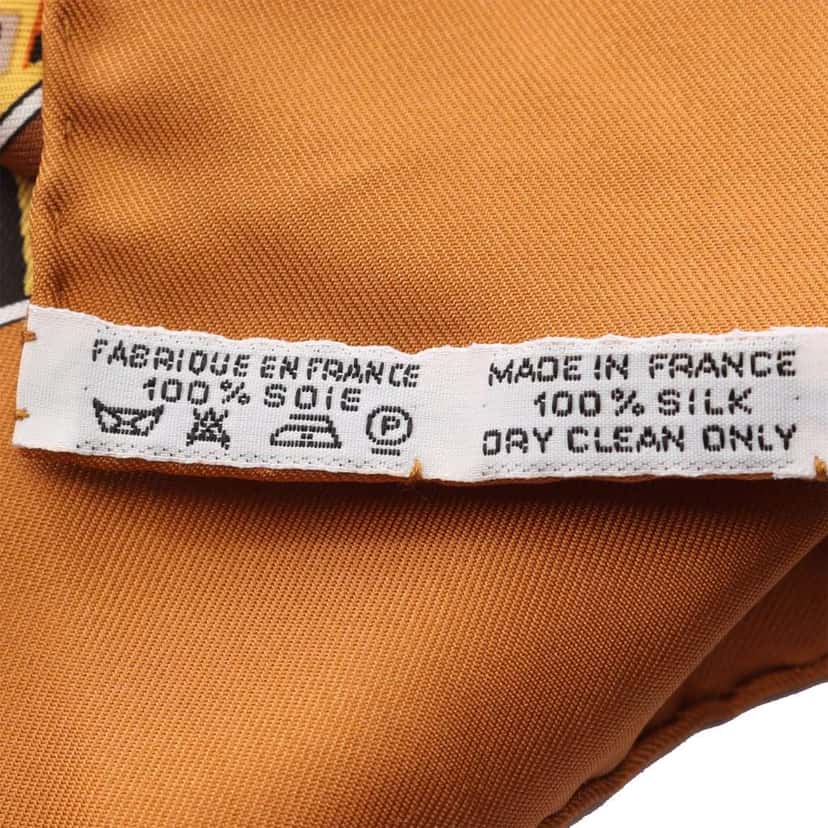 FABRIQUE EN FRANCE
100% SOIE
P
MADE IN FRANCE
100% SILK
DRY CLEAN ONLY